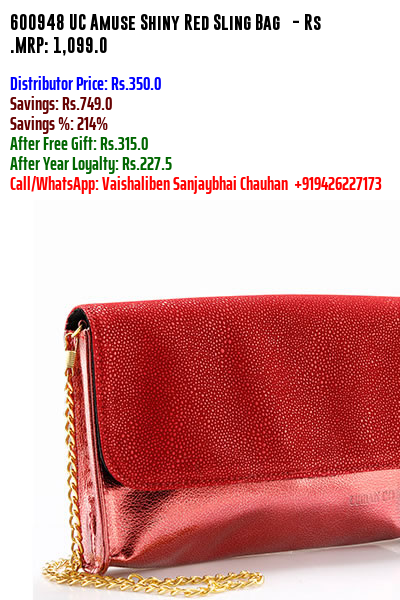 600948 UC Amuse Shiny Red Sling Bag - Rs
.MRP: 1,099.0
Distributor Price: Rs.350.0
Savings: Rs.749.0
Savings %: 214%
After Free Gift: Rs.315.0
After Year Loyalty: Rs.227.5
Call/WhatsApp: Vaishaliben Sanjaybhai Chauhan +919426227173